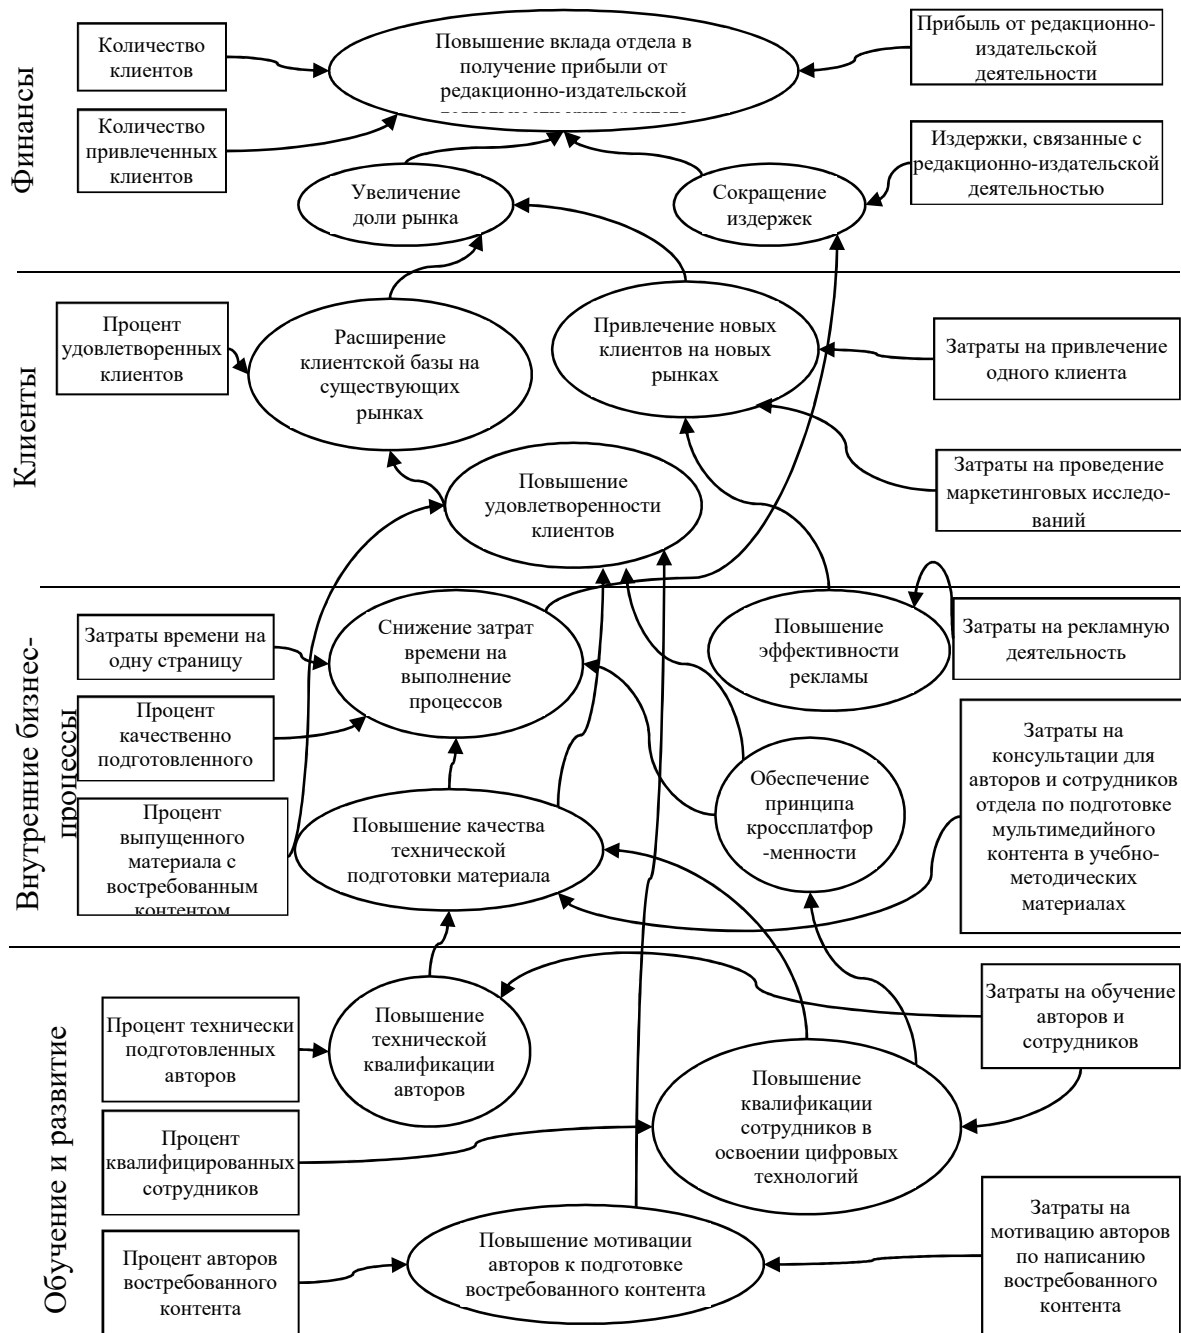 Финансы
Количество
клиентов
Количество
привлеченных
клиентов
Повышение вклада отдела в
получение прибыли от
редакционно-издательской
деятельности университета
Прибыль от редакционно-
издательской
деятельности
Издержки, связанные с
редакционно-издательской
деятельностью
Увеличение
доли рынка
Сокращение
издержек
Клиенты
Процент
удовлетворенных
клиентов
Расширение
клиентской базы на
существующих
рынках
Привлечение новых
клиентов на новых
рынках
Затраты на привлечение
одного клиента
Повышение
удовлетворенности
клиентов
Затраты на проведение
маркетинговых исследо-
ваний
Внутренние бизнес-
процессы
Затраты времени на
одну страницу
Снижение затрат
времени на
выполнение
процессов
Повышение
эффективности
рекламы
Затраты на рекламную
деятельность
Процент
качественно
подготовленного
Процент
выпущенного
материала с
востребованным
контентом
Повышение качества
технической
подготовки материала
Обеспечение
принципа
кроссплатфор
-менности
Затраты на
консультации для
авторов и сотрудников
отдела по подготовке
мультимедийного
контента в учебно-
методических
материалах
Обучение и развитие
Процент технически
подготовленных
авторов
Повышение
технической
квалификации
авторов
Затраты на обучение
авторов и
сотрудников
Процент
квалифицированных
сотрудников
Повышение
квалификации
сотрудников в
освоении цифровых
технологий
Процент авторов
востребованного
контента
Повышение мотивации
авторов к подготовке
востребованного контента
Затраты на
мотивацию авторов
по написанию
востребованного
контента